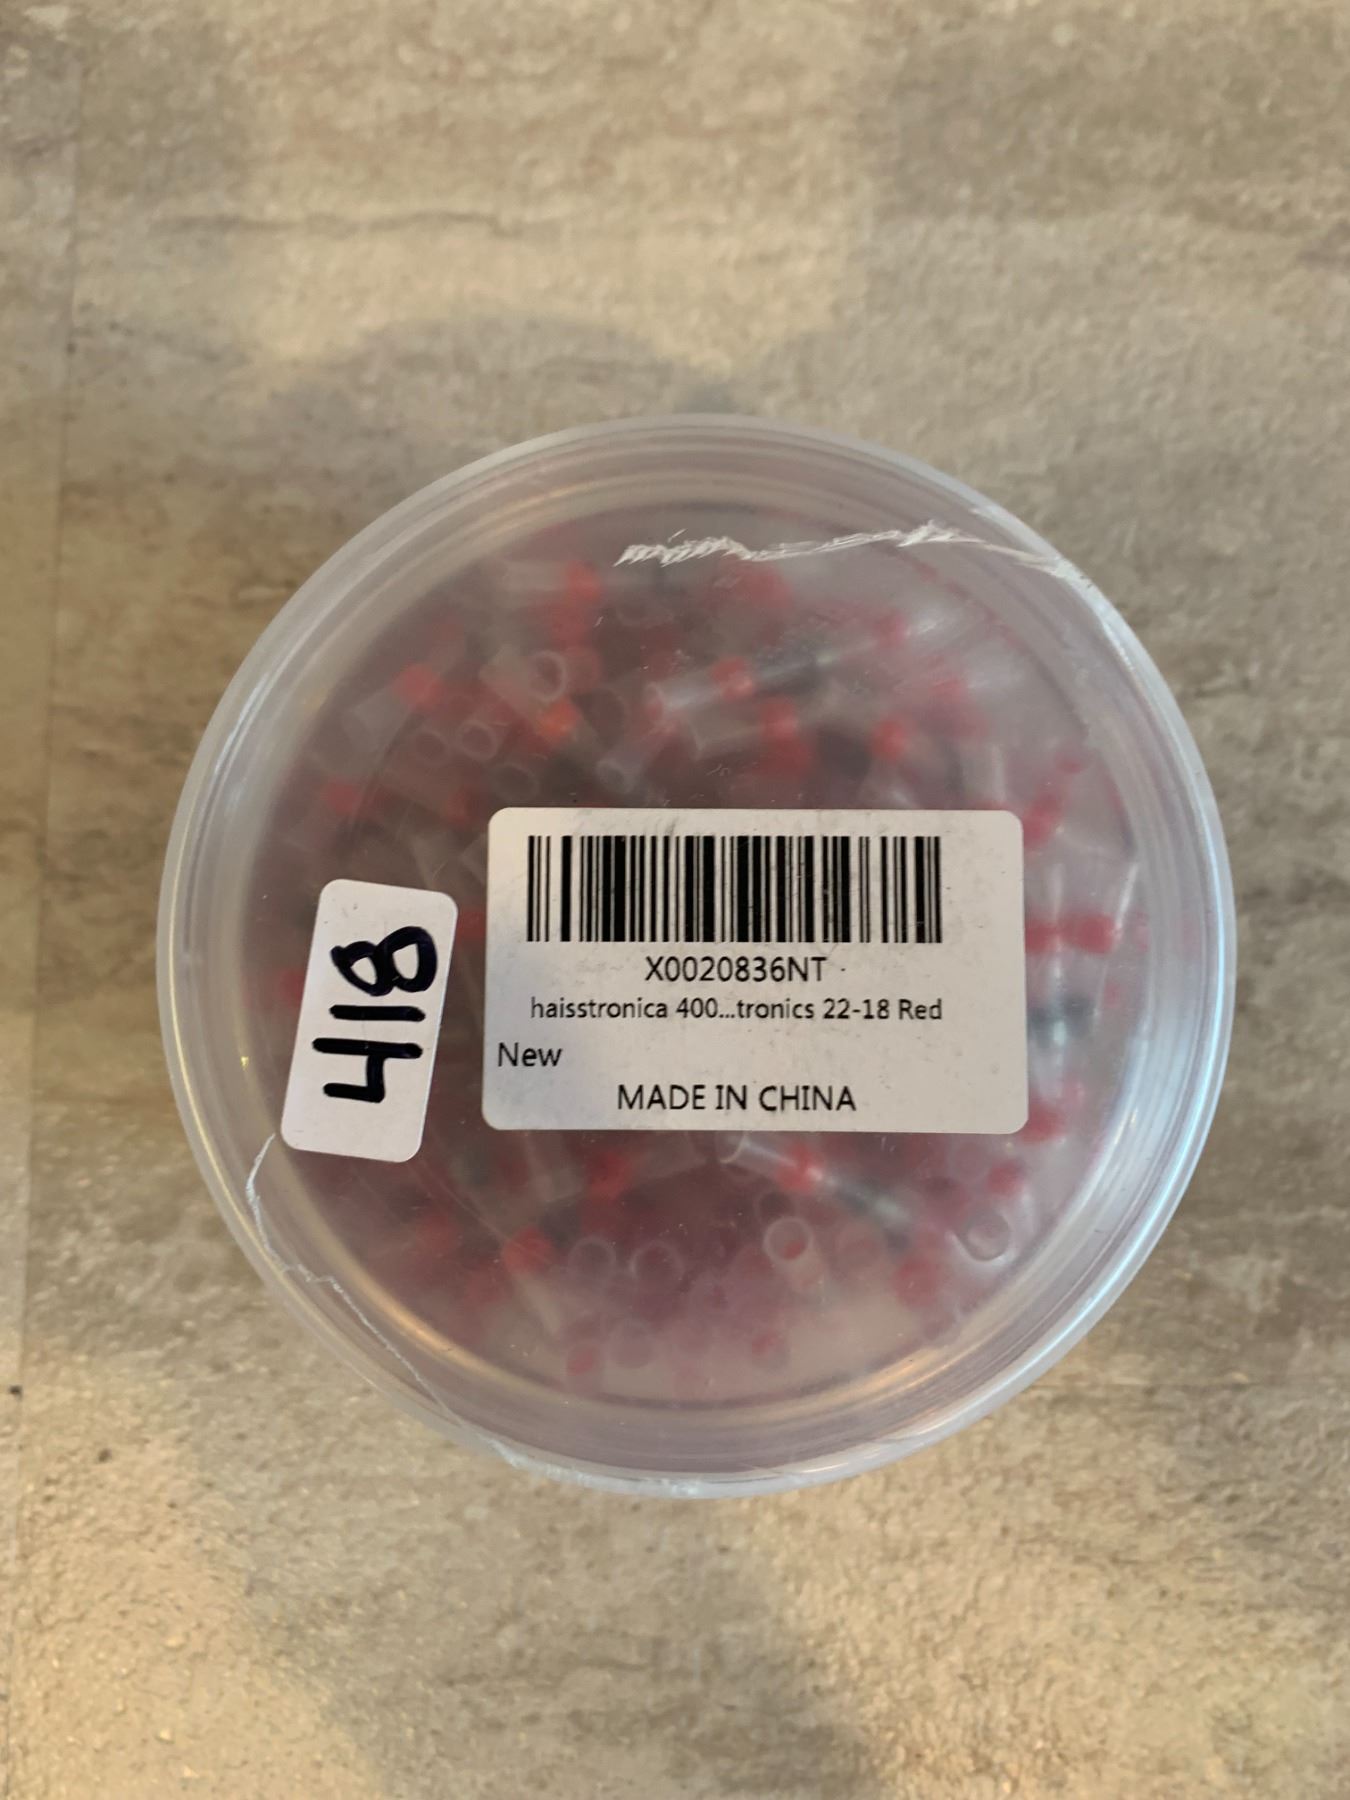 X0020836NT
haisstronica 400...tronics 22-18 Red
New
MADE IN CHINA
418